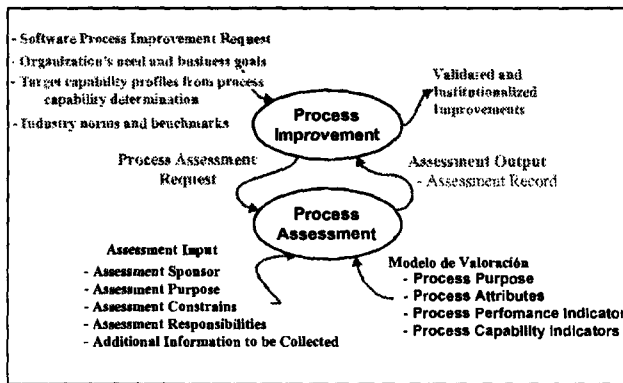 - Software Process Improvement Request
- Organization's need and business goals
- Target capability profiles from process
capability determination
- Industry norms and benchmarks
Process
Improvement
Validated and
Institutionalized
Improvements
Process Assessment
Request
Assessment Output
- Assessment Record
Process
Assessment
Assessment Input
- Assessment Sponsor
- Assessment Purpose
- Assessment Constrains
- Assessment Responsibilities
- Additional Information to be Collected
Modelo de Valoración
- Process Purpose
- Process Attributes
- Process Perfomance Indicator
- Process Capability Indicators